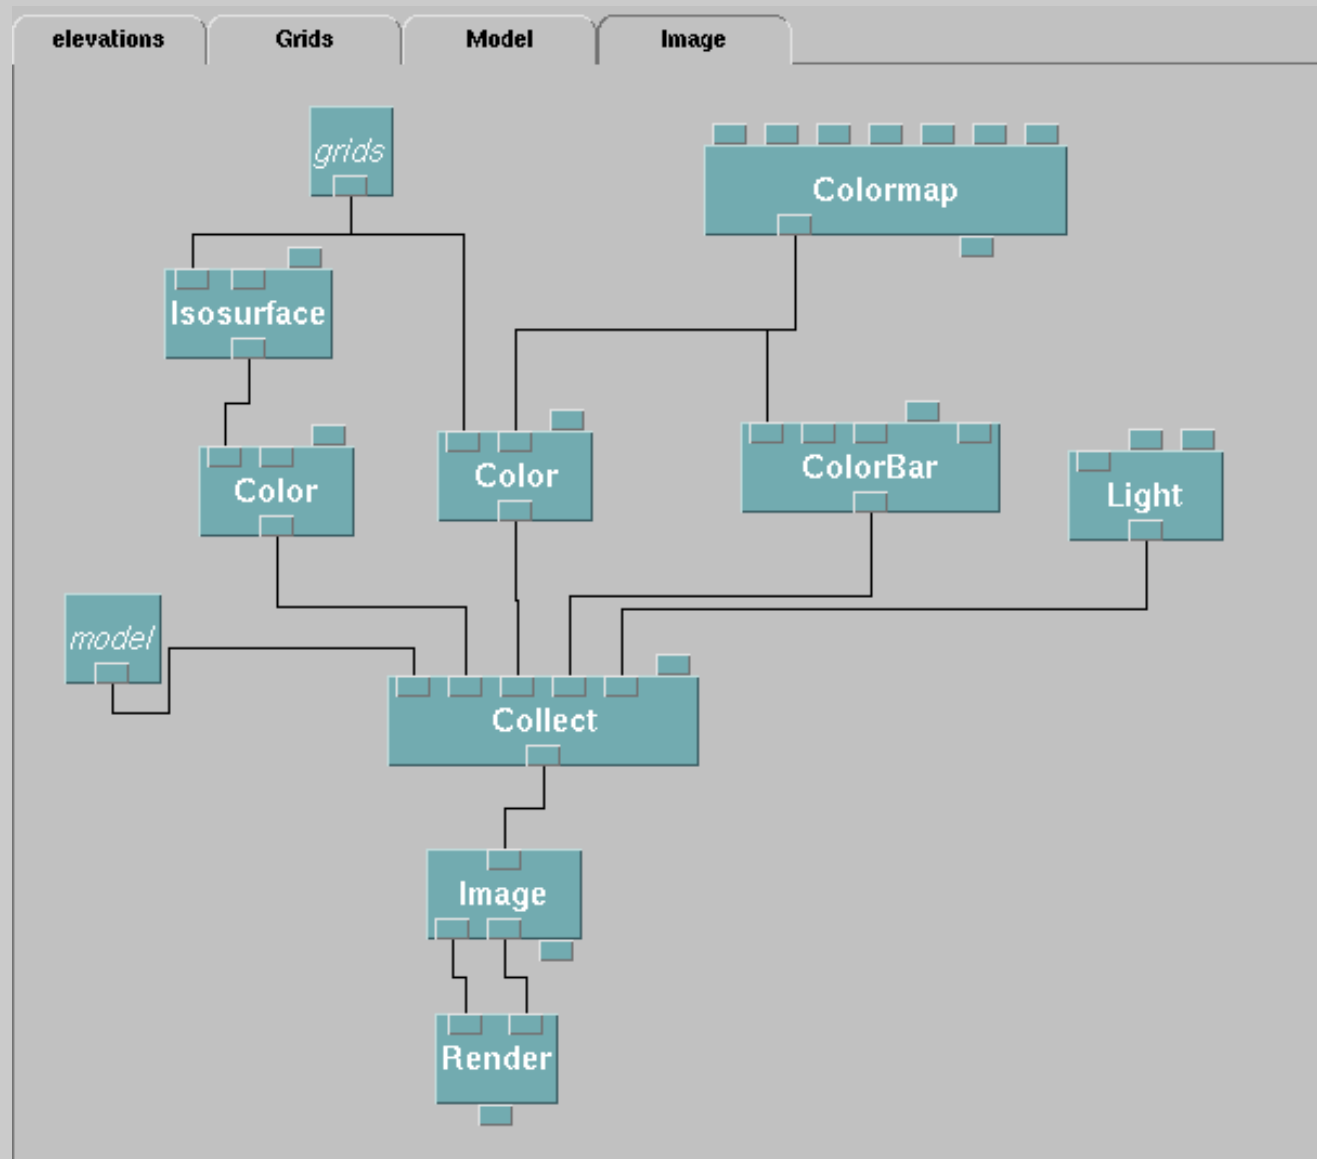 elevations
Grids
Model
Image
grids
Colormap
Isosurface
Color
Color
ColorBar
Light
model
Collect
Image
Render